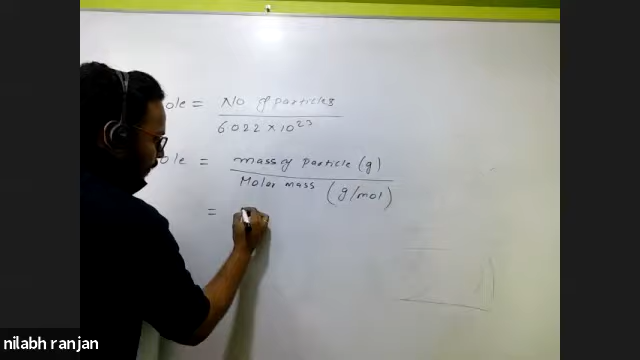 ole = No of particles
6.022 × 10²³
ole = mass of particle (g)
Molar mass (g/mol)
=
nilabh ranjan